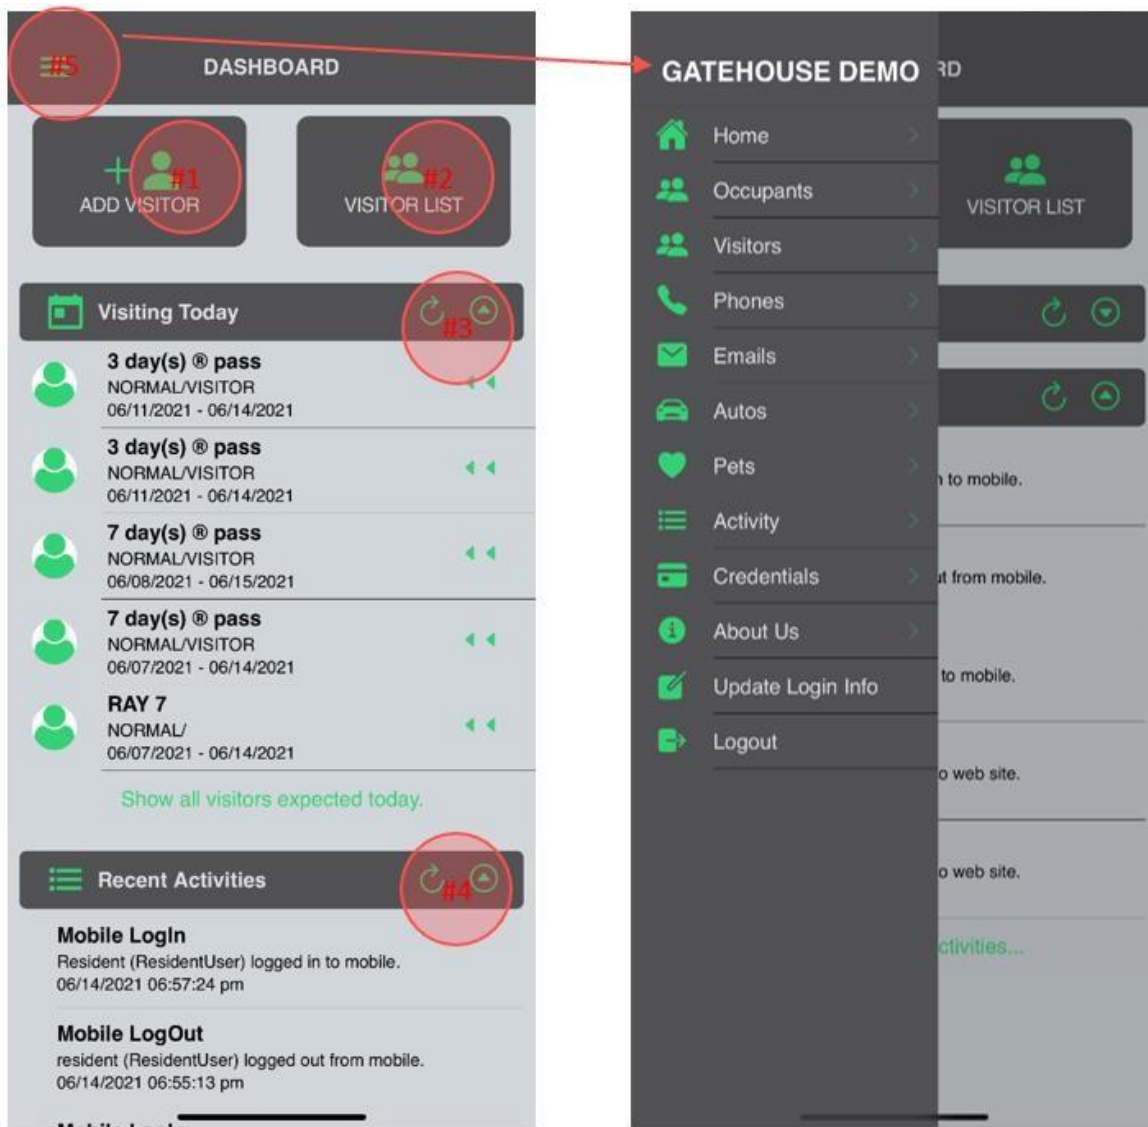 #5
DASHBOARD
#1
ADD VISITOR
#2
VISITOR LIST
Visiting Today
#3
3 day(s) ® pass
NORMAL/VISITOR
06/11/2021 - 06/14/2021
3 day(s) ® pass
NORMAL/VISITOR
06/11/2021 - 06/14/2021
7 day(s) ® pass
NORMAL/VISITOR
06/08/2021 - 06/15/2021
7 day(s) ® pass
NORMAL/VISITOR
06/07/2021 - 06/14/2021
RAY 7
NORMAL/
06/07/2021 - 06/14/2021
Show all visitors expected today.
Recent Activities
#4
Mobile LogIn
Resident (ResidentUser) logged in to mobile.
06/14/2021 06:57:24 pm
Mobile LogOut
resident (ResidentUser) logged out from mobile.
06/14/2021 06:55:13 pm
GATEHOUSE DEMO
RD
Home
Occupants
Visitors
Phones
Emails
Autos
Pets
Activity
Credentials
About Us
Update Login Info
Logout
VISITOR LIST
n to mobile.
ut from mobile.
to mobile.
o web site.
o web site.
ctivities...